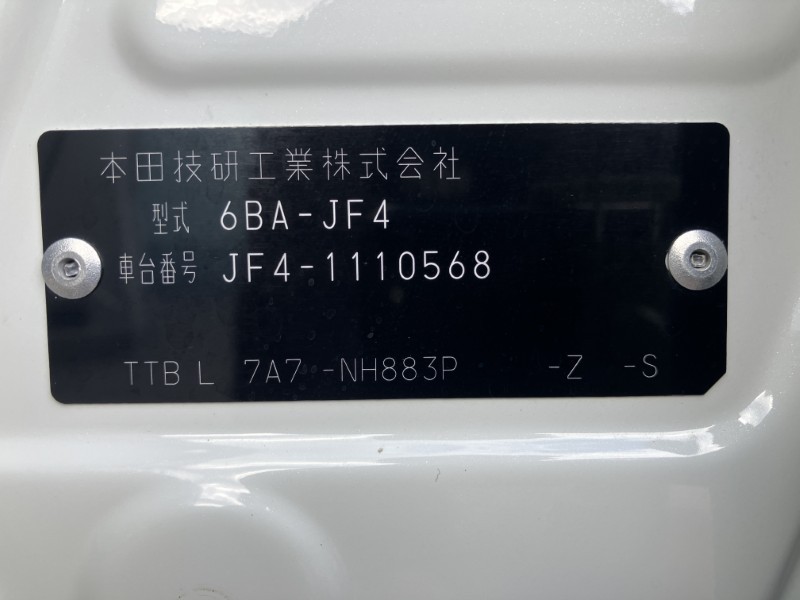 本田技研工業株式会社
型式 6BA-JF4
車台番号 JF4-1110568
TTB L 7A7 -NH883P -Z -S